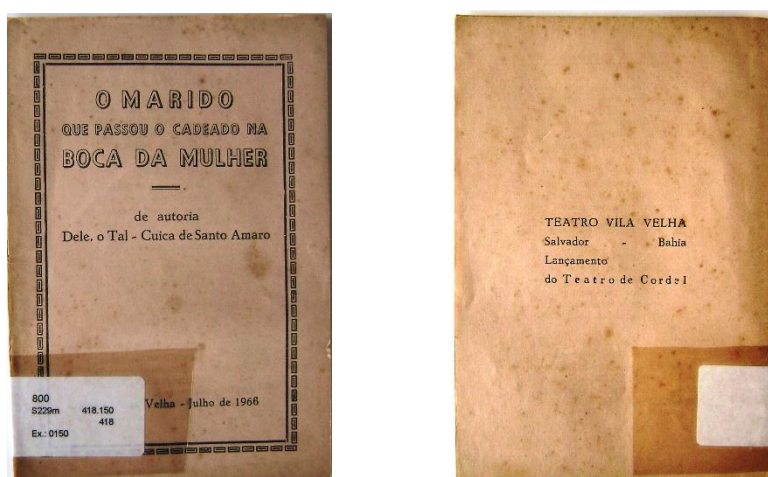 O MARIDO
QUE PASSOU O CADEADO NA
BOCA DA MULHER
de autoria
Dele, o Tal - Cuica de Santo Amaro
Velha - Julho de 1966
800
S229m 418.150
418
Ex.: 0150
TEATRO VILA VELHA
Salvador - Bahia
Lançamento
do Teatro de Cordel